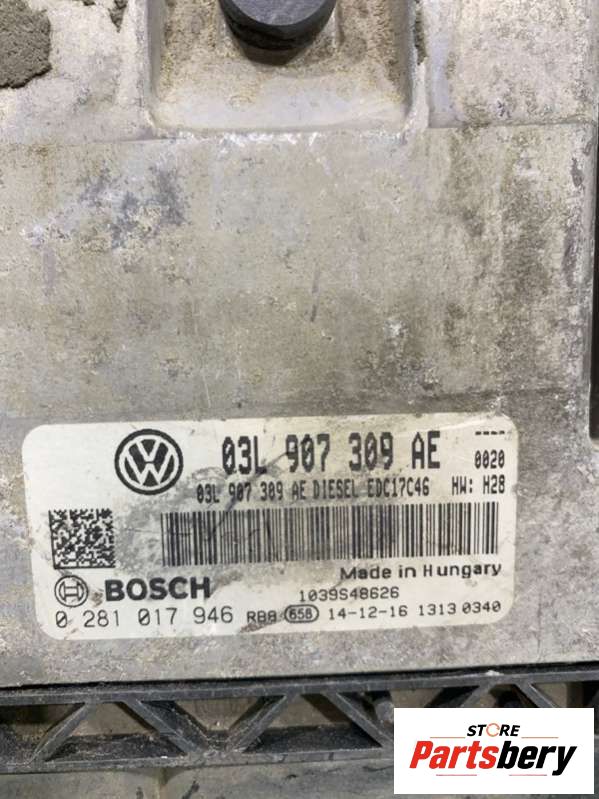 03L 907 309 AE
0020
03L 907 309 AE DIESEL EDC17C46 HW: H28
Made in Hungary
BOSCH
1039S48626
0 281 017 946 RBB 658 14-12-16 1313 0340
STORE
Partsbery